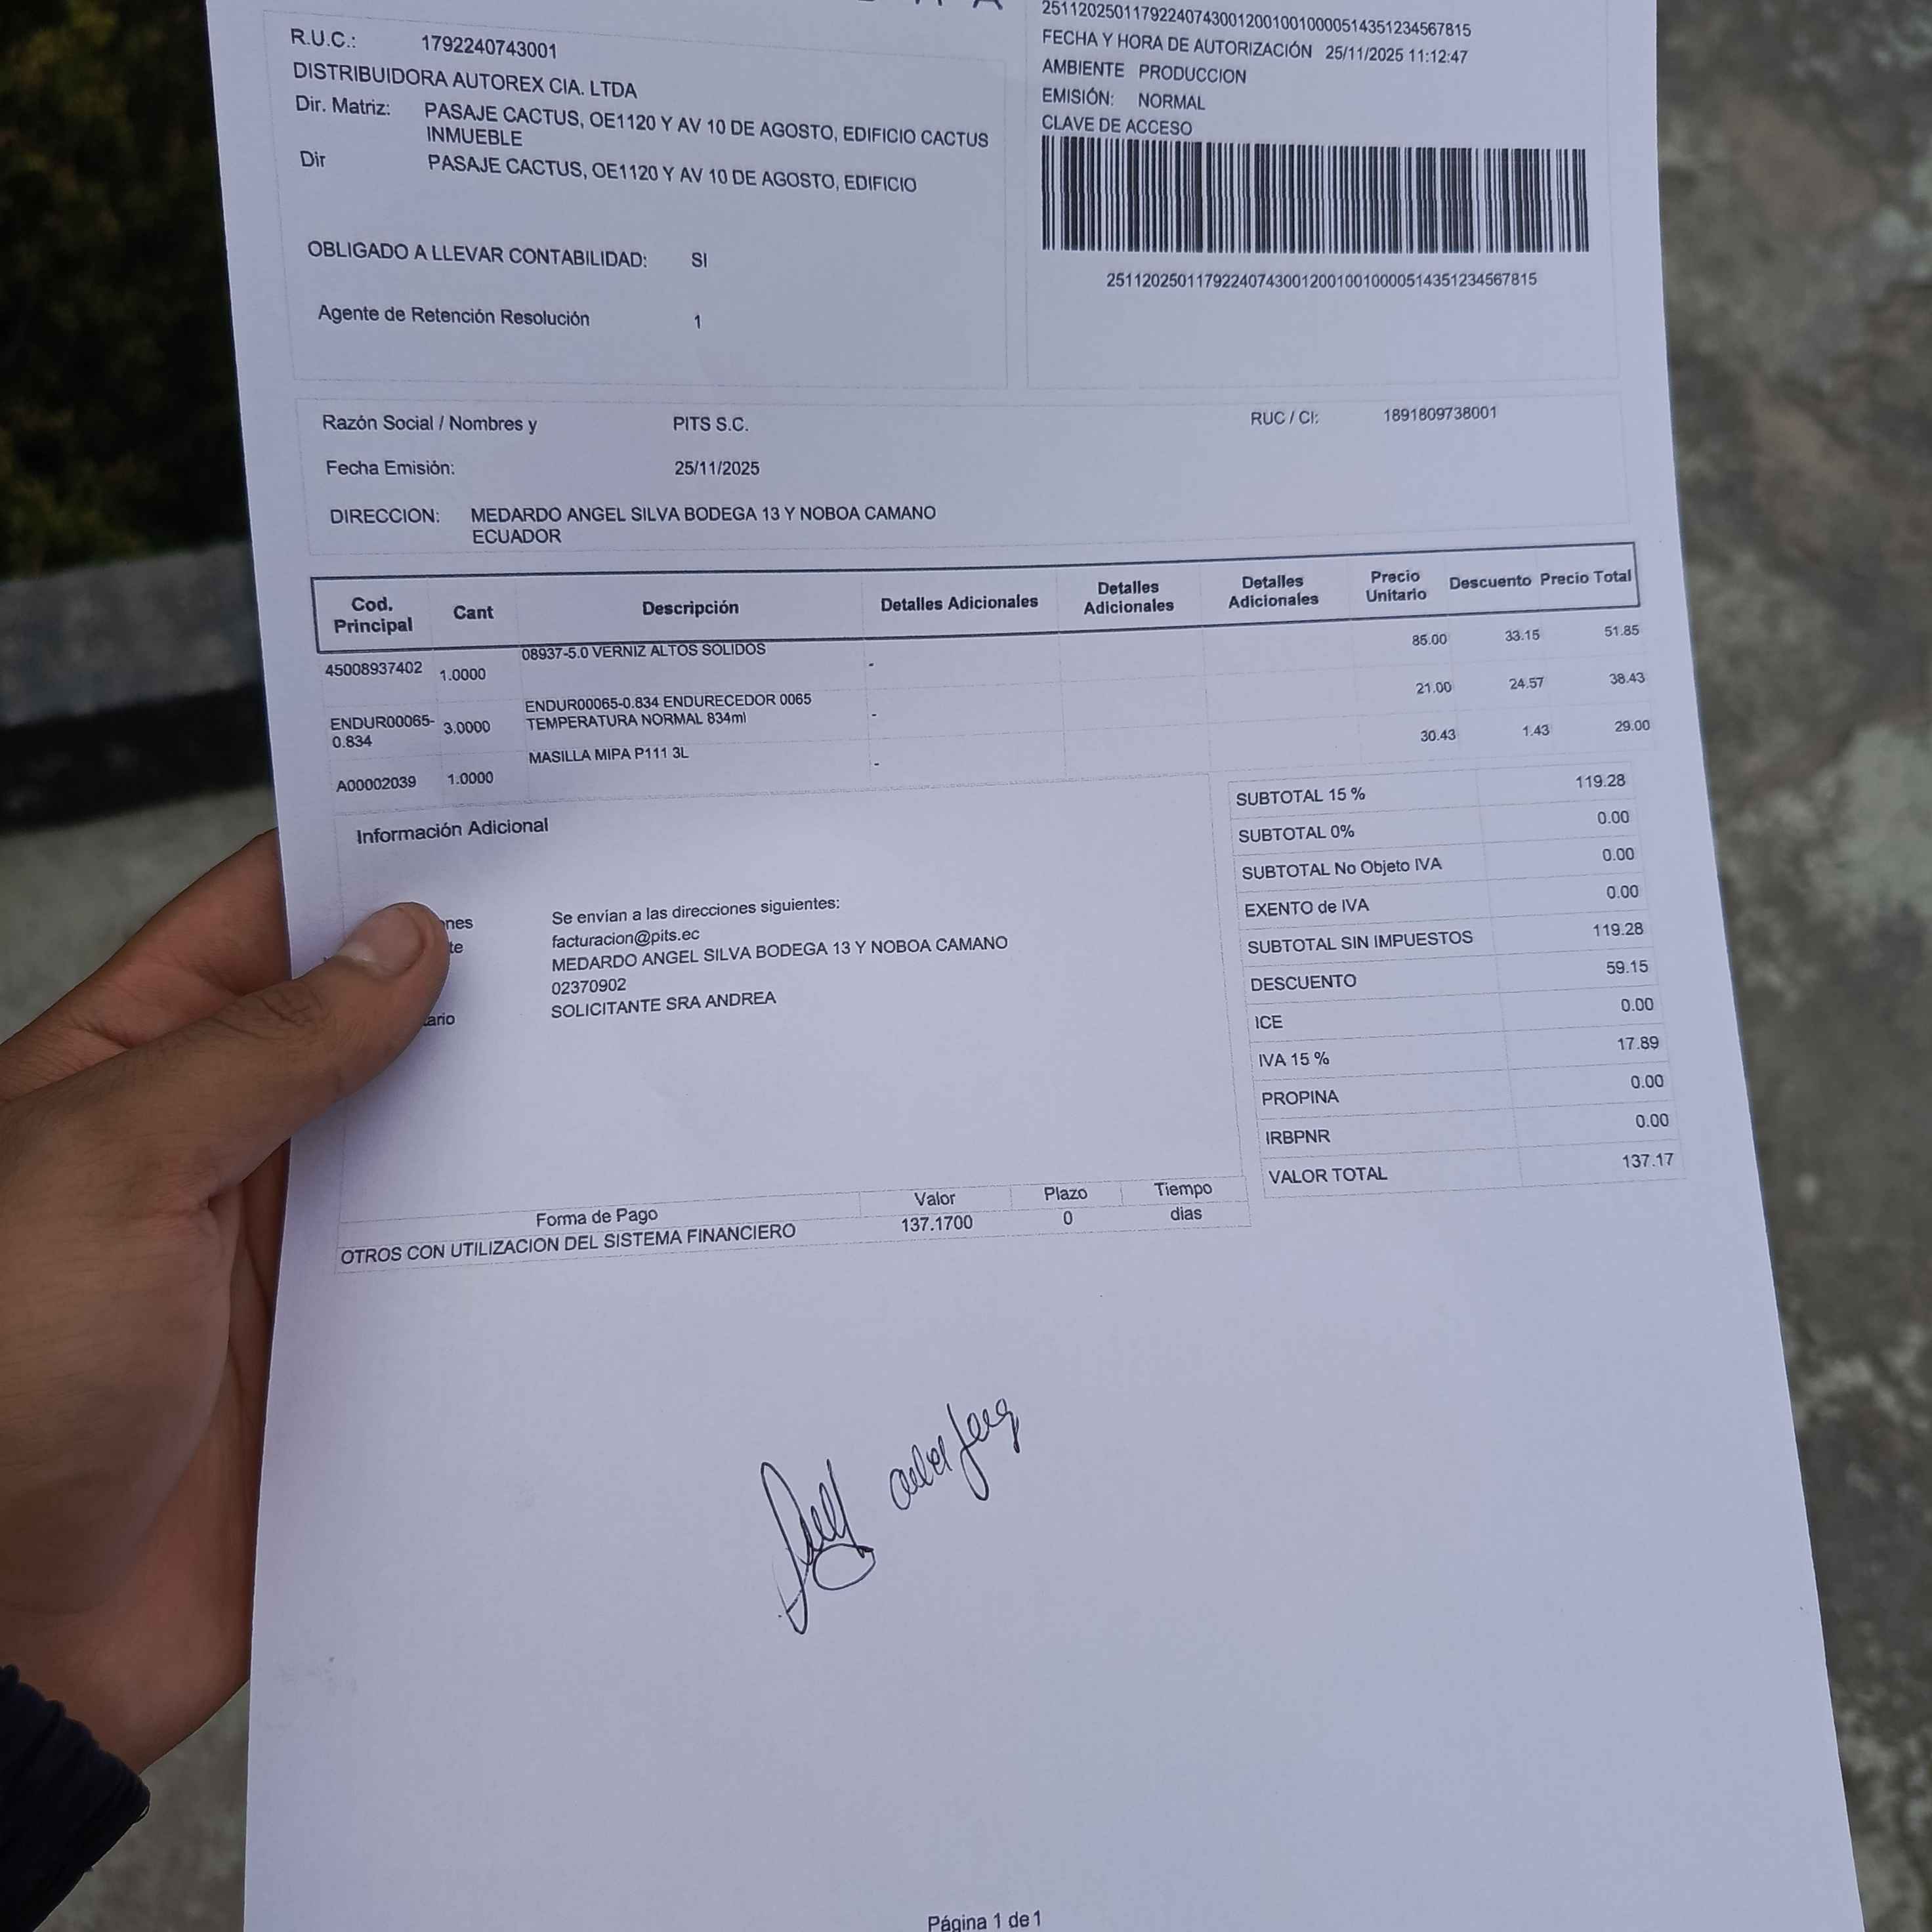 2511202501179224074300120010010000514351234567815
R.U.C.: 1792240743001
FECHA Y HORA DE AUTORIZACIÓN 25/11/2025 11:12:47
DISTRIBUIDORA AUTOREX CIA. LTDA
AMBIENTE PRODUCCION
Dir. Matriz: PASAJE CACTUS, OE1120 Y AV 10 DE AGOSTO, EDIFICIO CACTUS
INMUEBLE
EMISIÓN: NORMAL
CLAVE DE ACCESO
Dir PASAJE CACTUS, OE1120 Y AV 10 DE AGOSTO, EDIFICIO
OBLIGADO A LLEVAR CONTABILIDAD: SI
2511202501179224074300120010010000514351234567815
Agente de Retención Resolución 1
Razón Social / Nombres y PITS S.C. RUC / CI: 1891809738001
Fecha Emisión: 25/11/2025
DIRECCION: MEDARDO ANGEL SILVA BODEGA 13 Y NOBOA CAMANO
ECUADOR
Cod. Principal Cant Descripción Detalles Adicionales Detalles Adicionales Detalles Adicionales Precio Unitario Descuento Precio Total
45008937402 1.0000 08937-5.0 VERNIZ ALTOS SOLIDOS - 85.00 33.15 51.85
ENDUR00065-0.834 3.0000 ENDUR00065-0.834 ENDURECEDOR 0065 TEMPERATURA NORMAL 834ml - 21.00 24.57 38.43
A00002039 1.0000 MASILLA MIPA P111 3L - 30.43 1.43 29.00
Información Adicional
nes Se envían a las direcciones siguientes:
te facturacion@pits.ec
MEDARDO ANGEL SILVA BODEGA 13 Y NOBOA CAMANO
02370902
ario SOLICITANTE SRA ANDREA
SUBTOTAL 15 % 119.28
SUBTOTAL 0% 0.00
SUBTOTAL No Objeto IVA 0.00
EXENTO de IVA 0.00
SUBTOTAL SIN IMPUESTOS 119.28
DESCUENTO 59.15
ICE 0.00
IVA 15 % 17.89
PROPINA 0.00
IRBPNR 0.00
VALOR TOTAL 137.17
Forma de Pago Valor Plazo Tiempo
OTROS CON UTILIZACION DEL SISTEMA FINANCIERO 137.1700 0 dias
Página 1 de 1